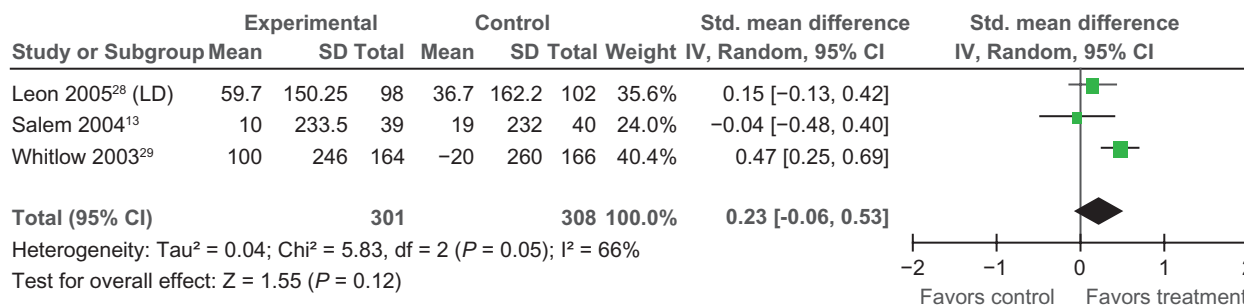 Experimental Control Std. mean difference Std. mean difference
Study or Subgroup Mean SD Total Mean SD Total Weight IV, Random, 95% CI IV, Random, 95% CI
Leon 2005²⁸ (LD) 59.7 150.25 98 36.7 162.2 102 35.6% 0.15 [−0.13, 0.42]
Salem 2004¹³ 10 233.5 39 19 232 40 24.0% −0.04 [−0.48, 0.40]
Whitlow 2003²⁹ 100 246 164 −20 260 166 40.4% 0.47 [0.25, 0.69]
Total (95% CI) 301 308 100.0% 0.23 [-0.06, 0.53]
Heterogeneity: Tau² = 0.04; Chi² = 5.83, df = 2 (P = 0.05); I² = 66%
Test for overall effect: Z = 1.55 (P = 0.12)
−2 −1 0 1 2
Favors control Favors treatment